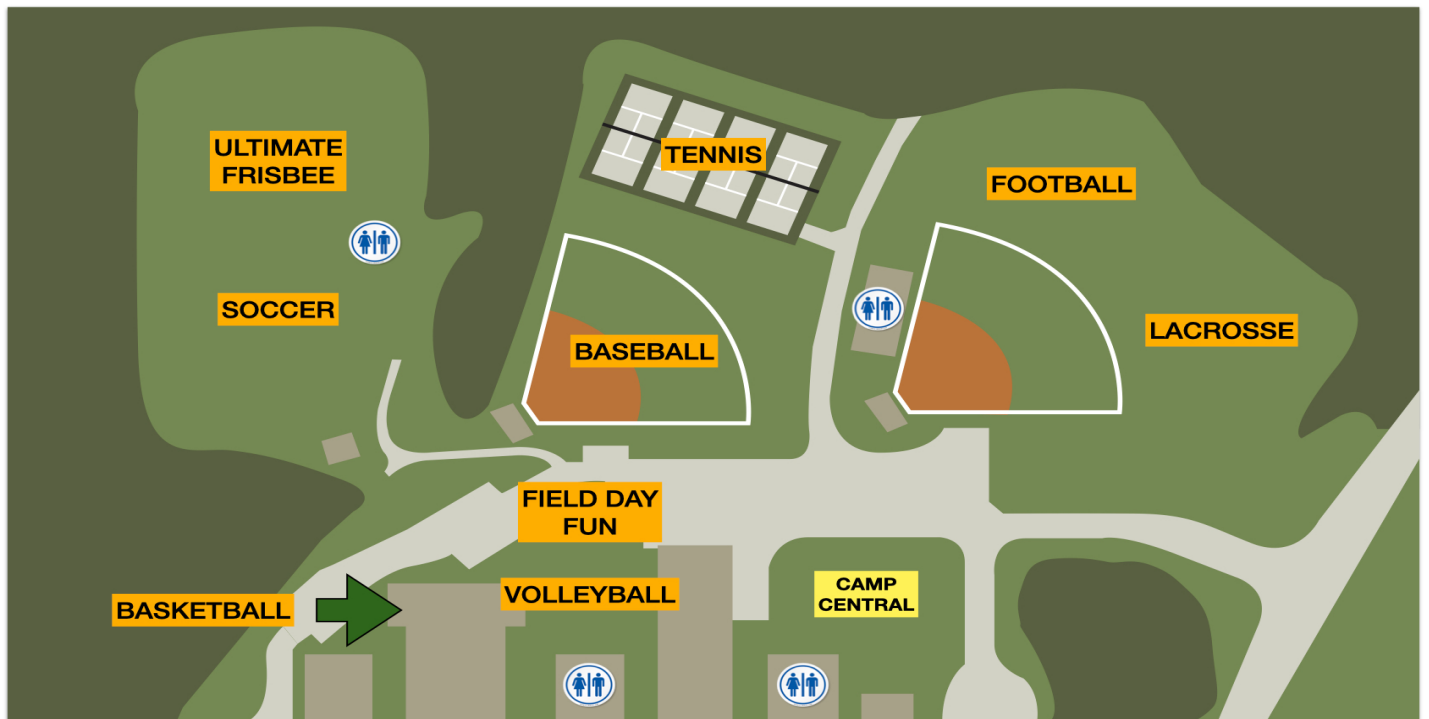 ULTIMATE
FRISBEE
TENNIS
FOOTBALL
SOCCER
BASEBALL
LACROSSE
FIELD DAY
FUN
BASKETBALL
VOLLEYBALL
CAMP
CENTRAL